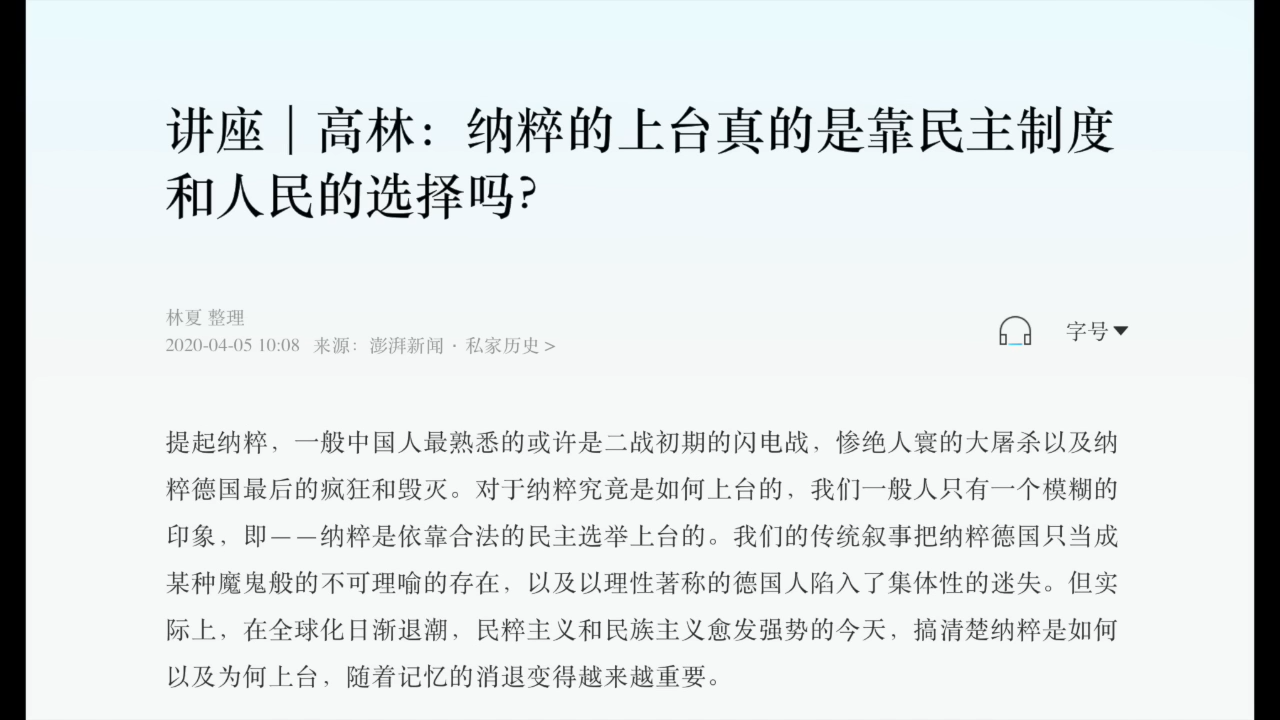 讲座｜高林：纳粹的上台真的是靠民主制度
和人民的选择吗？
林夏 整理
2020-04-05 10:08 来源：澎湃新闻 · 私家历史 >
字号
提起纳粹，一般中国人最熟悉的或许是二战初期的闪电战，惨绝人寰的大屠杀以及纳
粹德国最后的疯狂和毁灭。对于纳粹究竟是如何上台的，我们一般人只有一个模糊的
印象，即——纳粹是依靠合法的民主选举上台的。我们的传统叙事把纳粹德国只当成
某种魔鬼般的不可理喻的存在，以及以理性著称的德国人陷入了集体性的迷失。但实
际上，在全球化日渐退潮，民粹主义和民族主义愈发强势的今天，搞清楚纳粹是如何
以及为何上台，随着记忆的消退变得越来越重要。